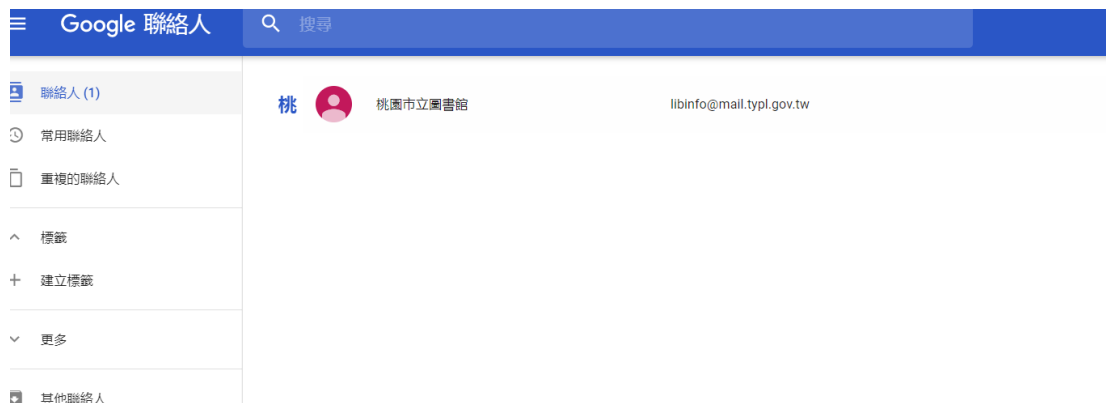 Google 聯絡人
搜尋
聯絡人 (1)
桃 桃園市立圖書館 libinfo@mail.typl.gov.tw
常用聯絡人
重複的聯絡人
標籤
建立標籤
更多
其他聯絡人